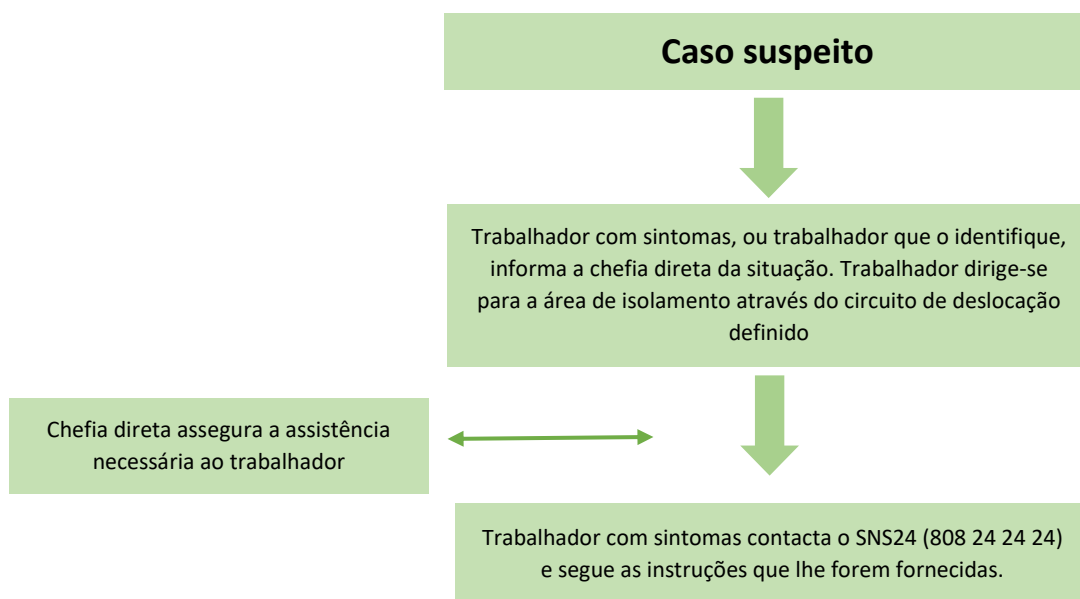 Caso suspeito
Trabalhador com sintomas, ou trabalhador que o identifique,
informa a chefia direta da situação. Trabalhador dirige-se
para a área de isolamento através do circuito de deslocação
definido
Chefia direta assegura a assistência
necessária ao trabalhador
Trabalhador com sintomas contacta o SNS24 (808 24 24 24)
e segue as instruções que lhe forem fornecidas.